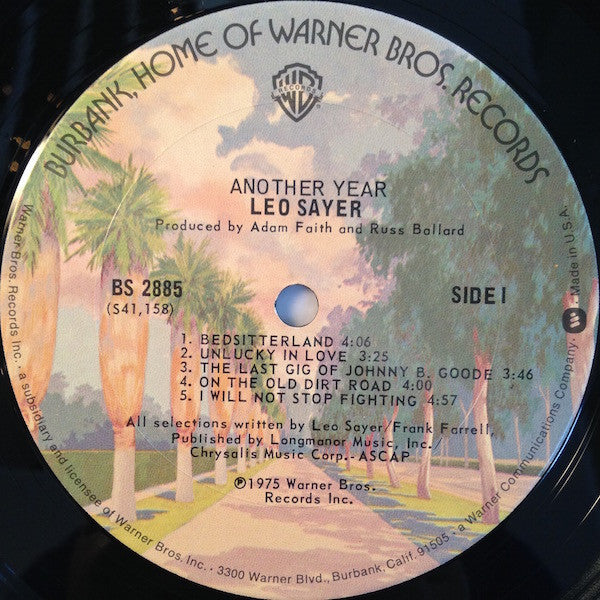 BURBANK, HOME OF WARNER BROS. RECORDS
WB
RECORDS
ANOTHER YEAR
LEO SAYER
Produced by Adam Faith and Russ Ballard
BS 2885
(S41,158)
SIDE I
1. BEDSITTERLAND 4:06
2. UNLUCKY IN LOVE 3:25
3. THE LAST GIG OF JOHNNY B. GOODE 3:46
4. ON THE OLD DIRT ROAD 4:00
5. I WILL NOT STOP FIGHTING 4:57
All selections written by Leo Sayer/Frank Farrell,
Published by Longmanor Music, Inc./
Chrysalis Music Corp.-ASCAP
℗1975 Warner Bros.
Records Inc.
Warner Bros. Records Inc. • a subsidiary and licensee of Warner Bros. Inc. • 3300 Warner Blvd., Burbank, Calif. 91505 • a Warner Communications Company • Made in U.S.A.